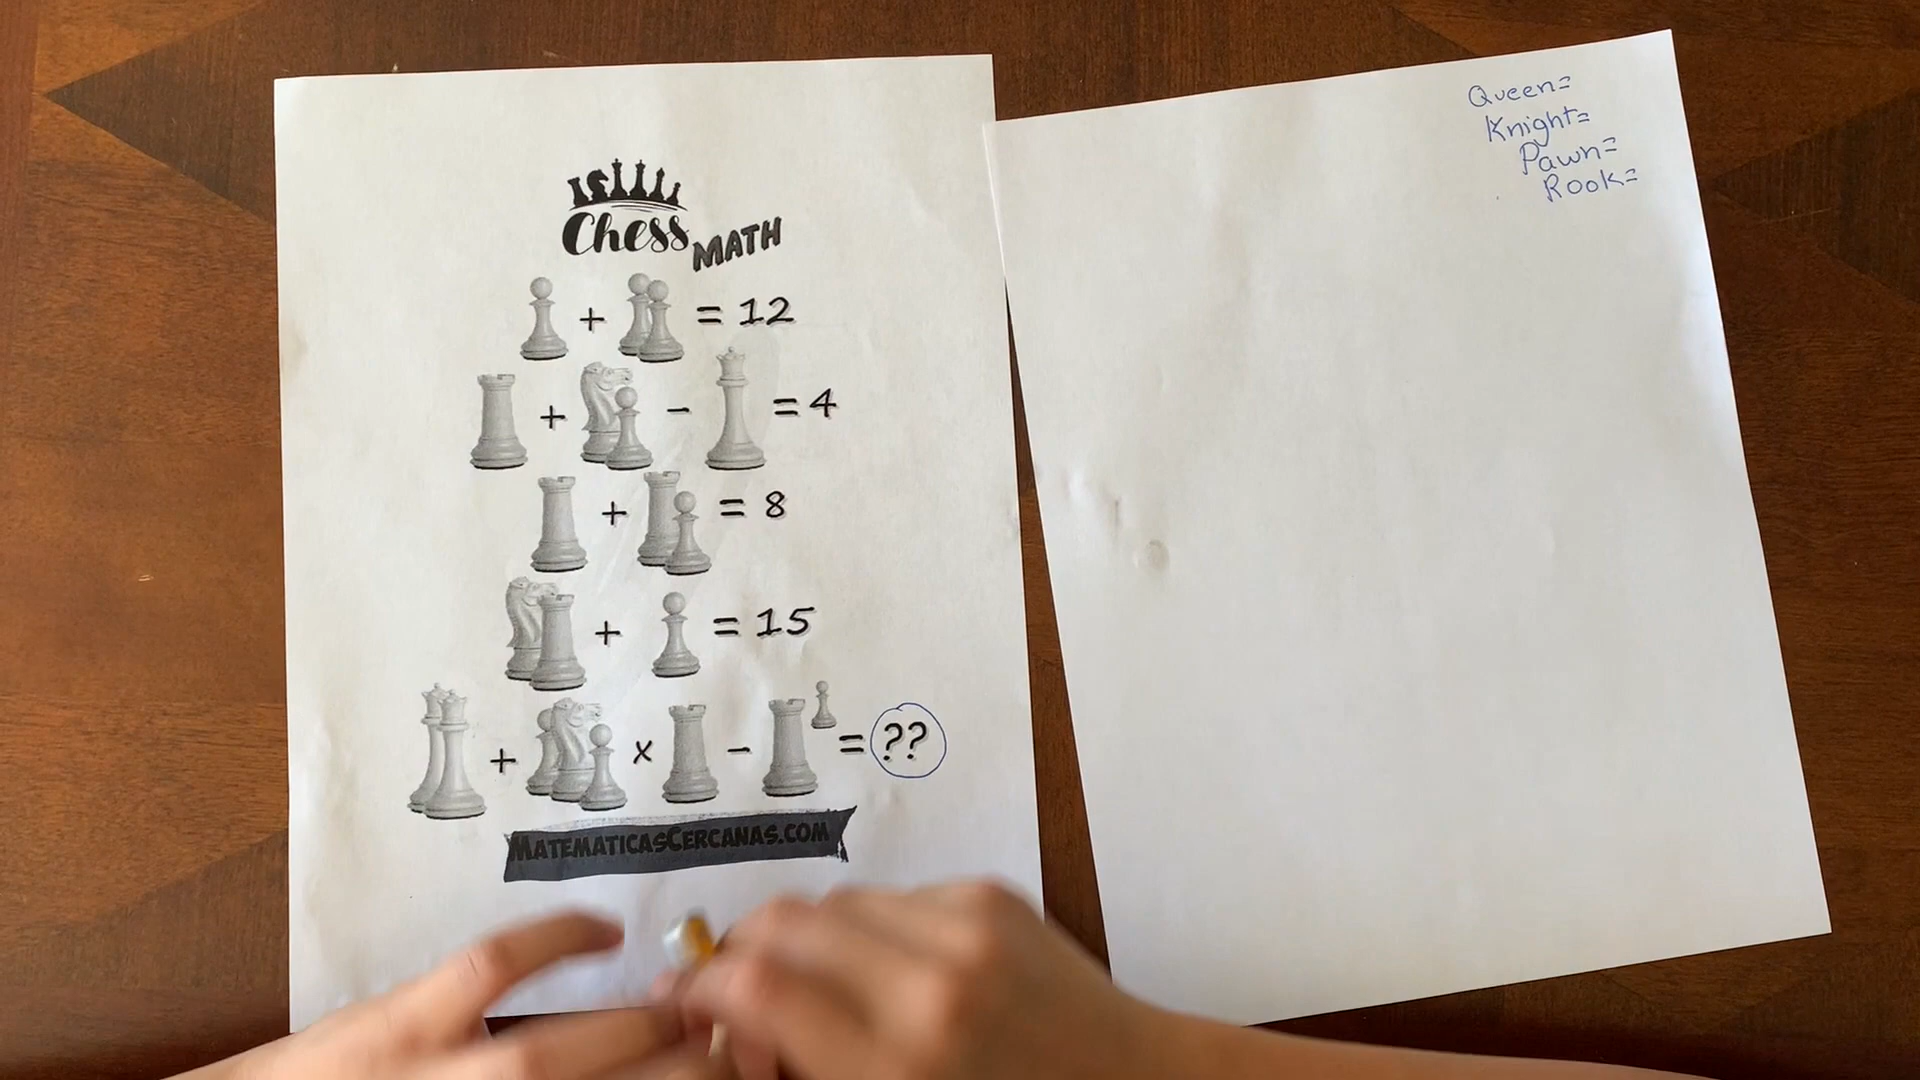 Chess MATH
+ = 12
+ - = 4
+ = 8
+ = 15
+ x - = ??
MATEMATICASCERCANAS.COM
Queen=
Knight=
Pawn=
Rook=